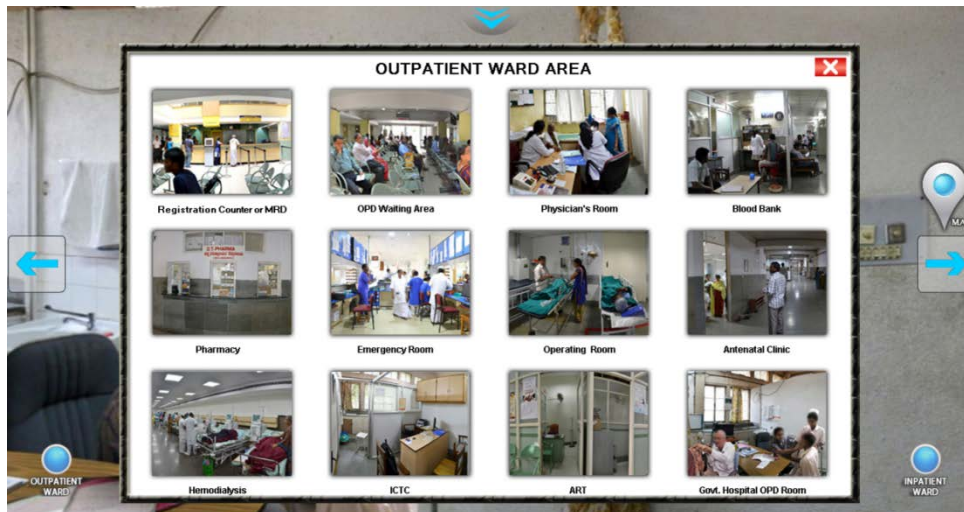 OUTPATIENT WARD AREA
X
Registration Counter or MRD
OPD Waiting Area
Physician's Room
Blood Bank
MA
Pharmacy
Emergency Room
Operating Room
Antenatal Clinic
OUTPATIENT
WARD
Hemodialysis
ICTC
ART
Govt. Hospital OPD Room
INPATIENT
WARD